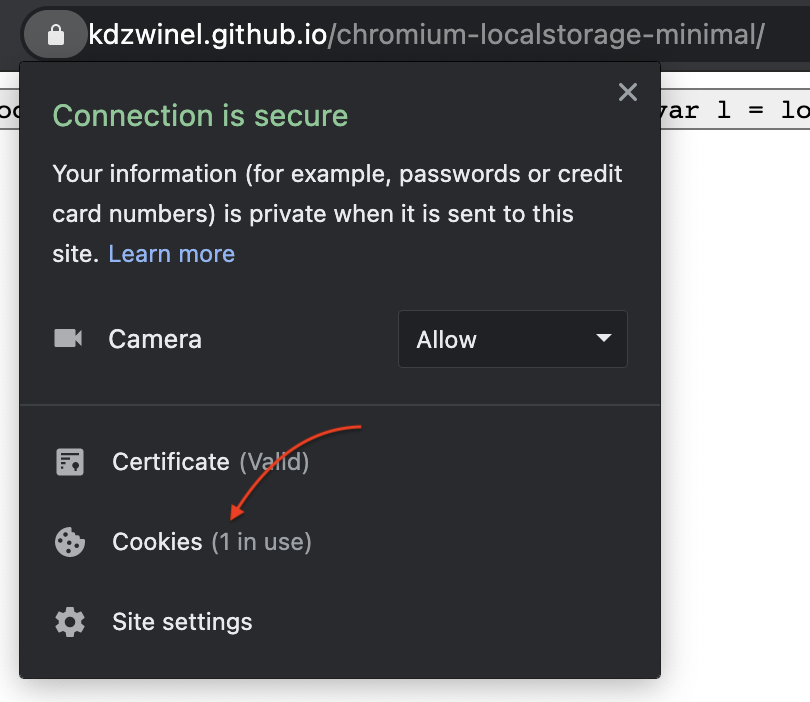 kdzwinel.github.io/chromium-localstorage-minimal/
Connection is secure
var l = lo
Your information (for example, passwords or credit
card numbers) is private when it is sent to this
site. Learn more
Camera
Allow
Certificate (Valid)
Cookies (1 in use)
Site settings